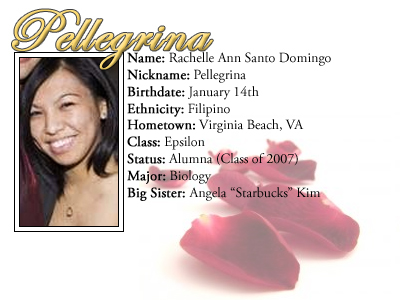 Pellegrina
Name: Rachelle Ann Santo Domingo
Nickname: Pellegrina
Birthdate: January 14th
Ethnicity: Filipino
Hometown: Virginia Beach, VA
Class: Epsilon
Status: Alumna (Class of 2007)
Major: Biology
Big Sister: Angela “Starbucks” Kim